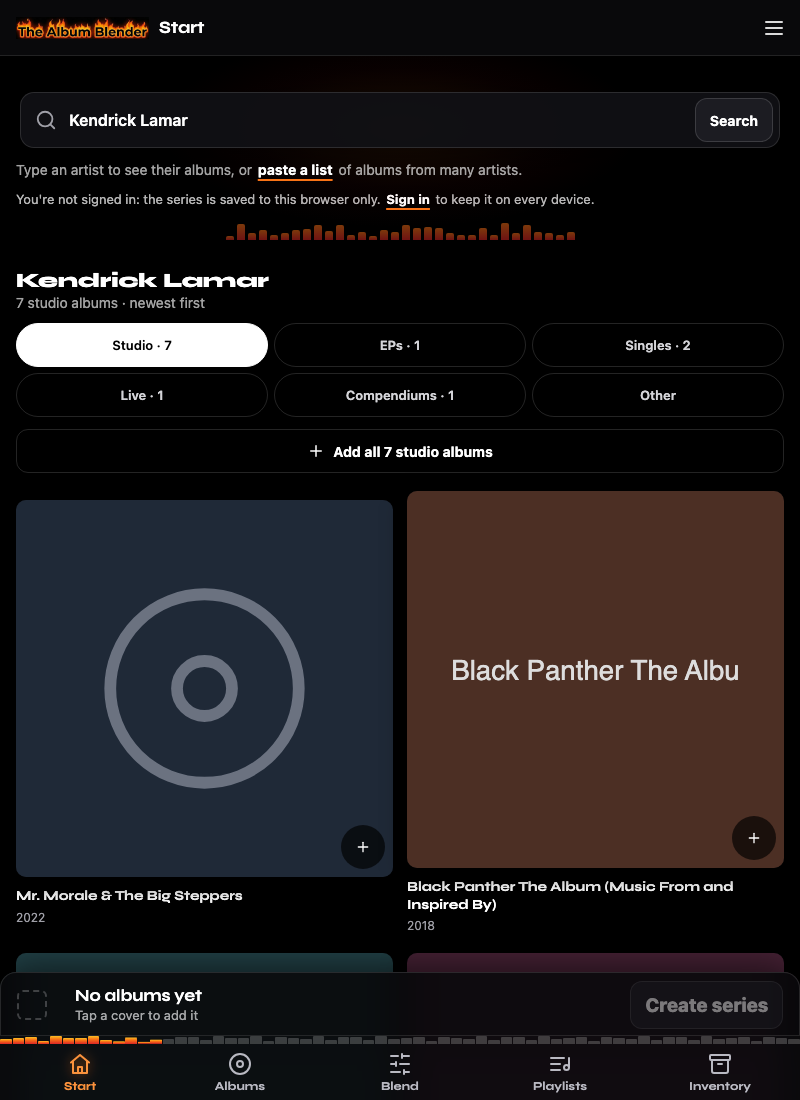 The Album Blender Start
Kendrick Lamar
Search
Type an artist to see their albums, or paste a list of albums from many artists.
You're not signed in: the series is saved to this browser only. Sign in to keep it on every device.
Kendrick Lamar
7 studio albums · newest first
Studio · 7
EPs · 1
Singles · 2
Live · 1
Compendiums · 1
Other
+ Add all 7 studio albums
Black Panther The Albu
+
+
Mr. Morale & The Big Steppers
2022
Black Panther The Album (Music From and
Inspired By)
2018
No albums yet
Tap a cover to add it
Create series
Start
Albums
Blend
Playlists
Inventory